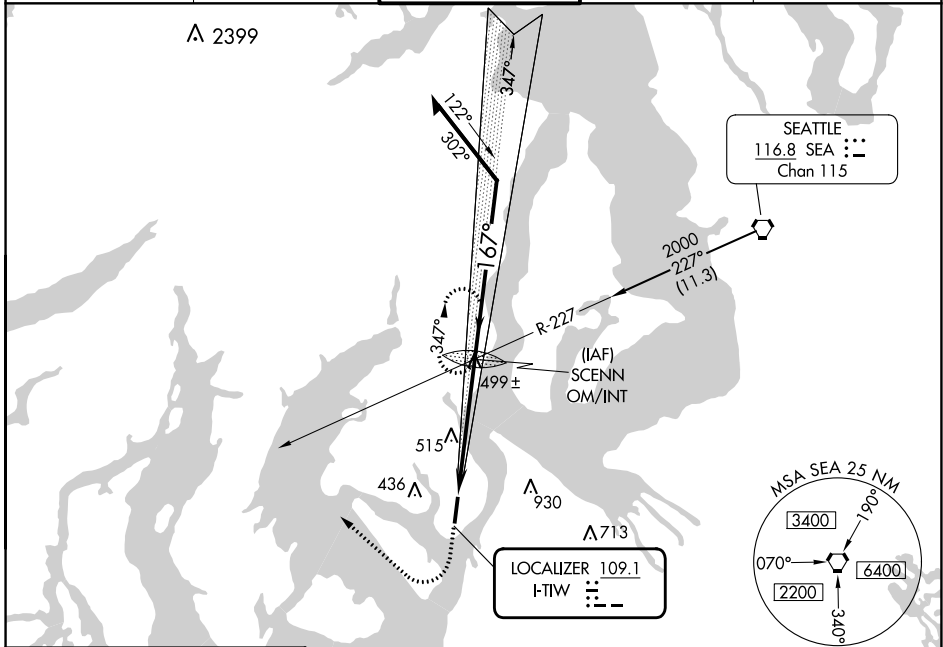 2399
347°
122°
302°
SEATTLE
116.8 SEA
Chan 115
167°
2000
227°
(11.3)
R-227
347°
(IAF)
SCENN
OM/INT
499 ±
515
436
930
713
LOCALIZER 109.1
I-TIW
MSA SEA 25 NM
3400
190°
070°
6400
2200
340°